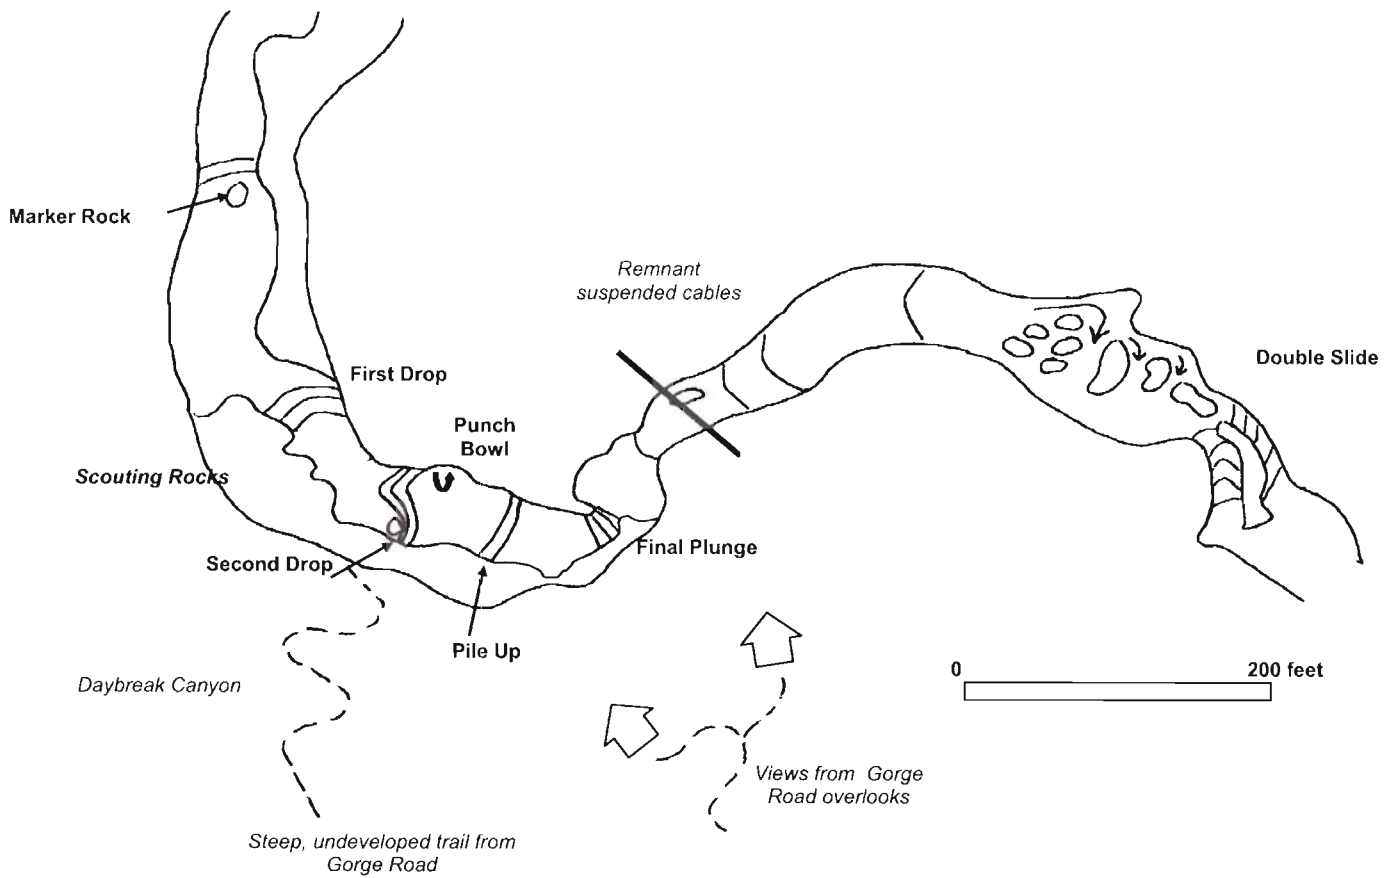 Marker Rock
Remnant
suspended cables
First Drop
Double Slide
Punch
Bowl
Scouting Rocks
Second Drop
Final Plunge
Pile Up
0
200 feet
Daybreak Canyon
Views from Gorge
Road overlooks
Steep, undeveloped trail from
Gorge Road